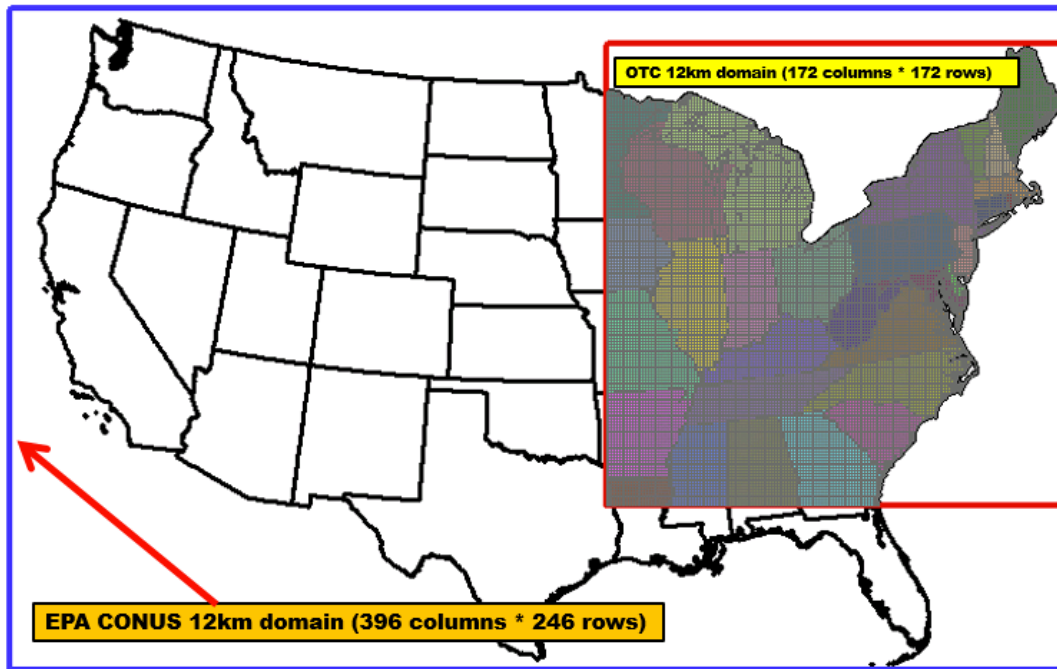 OTC 12km domain (172 columns * 172 rows)
EPA CONUS 12km domain (396 columns * 246 rows)